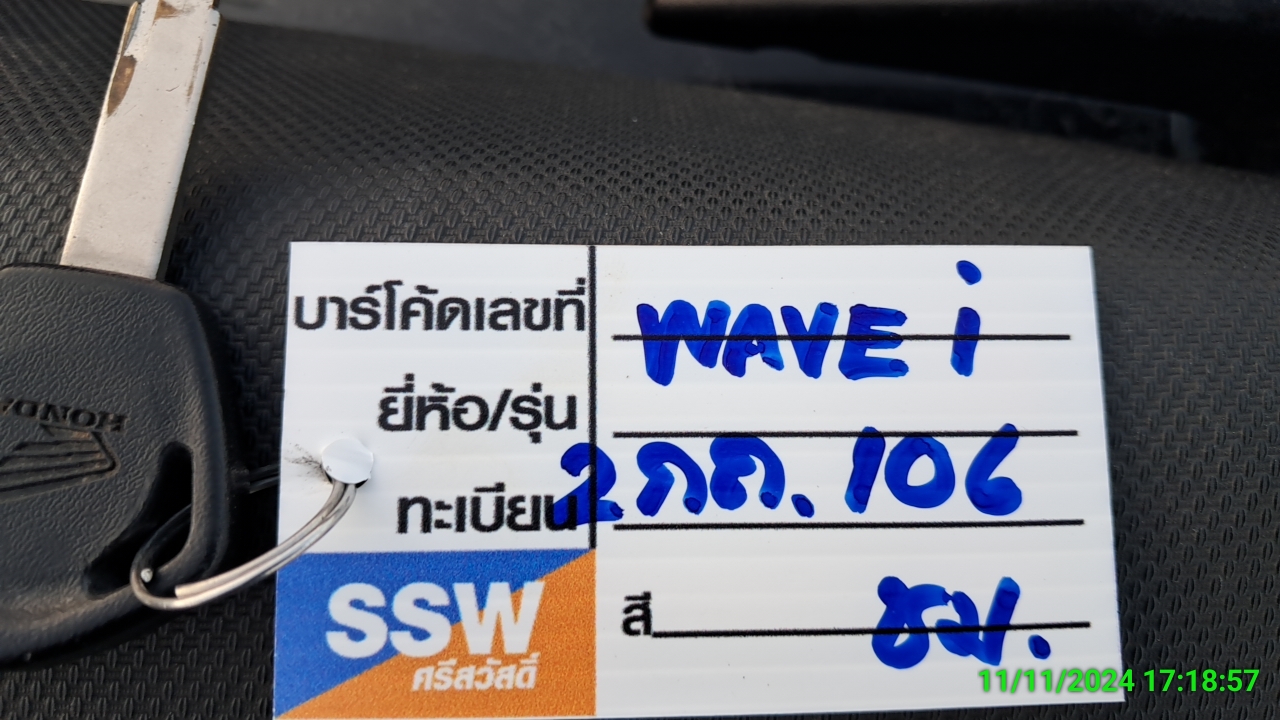 HONDA
บาร์โค้ดเลขที่ WAVE i
ยี่ห้อ/รุ่น
ทะเบียน 2กถ. 106
สี ชม.
SSW
ศรีสวัสดิ์
11/11/2024 17:18:57